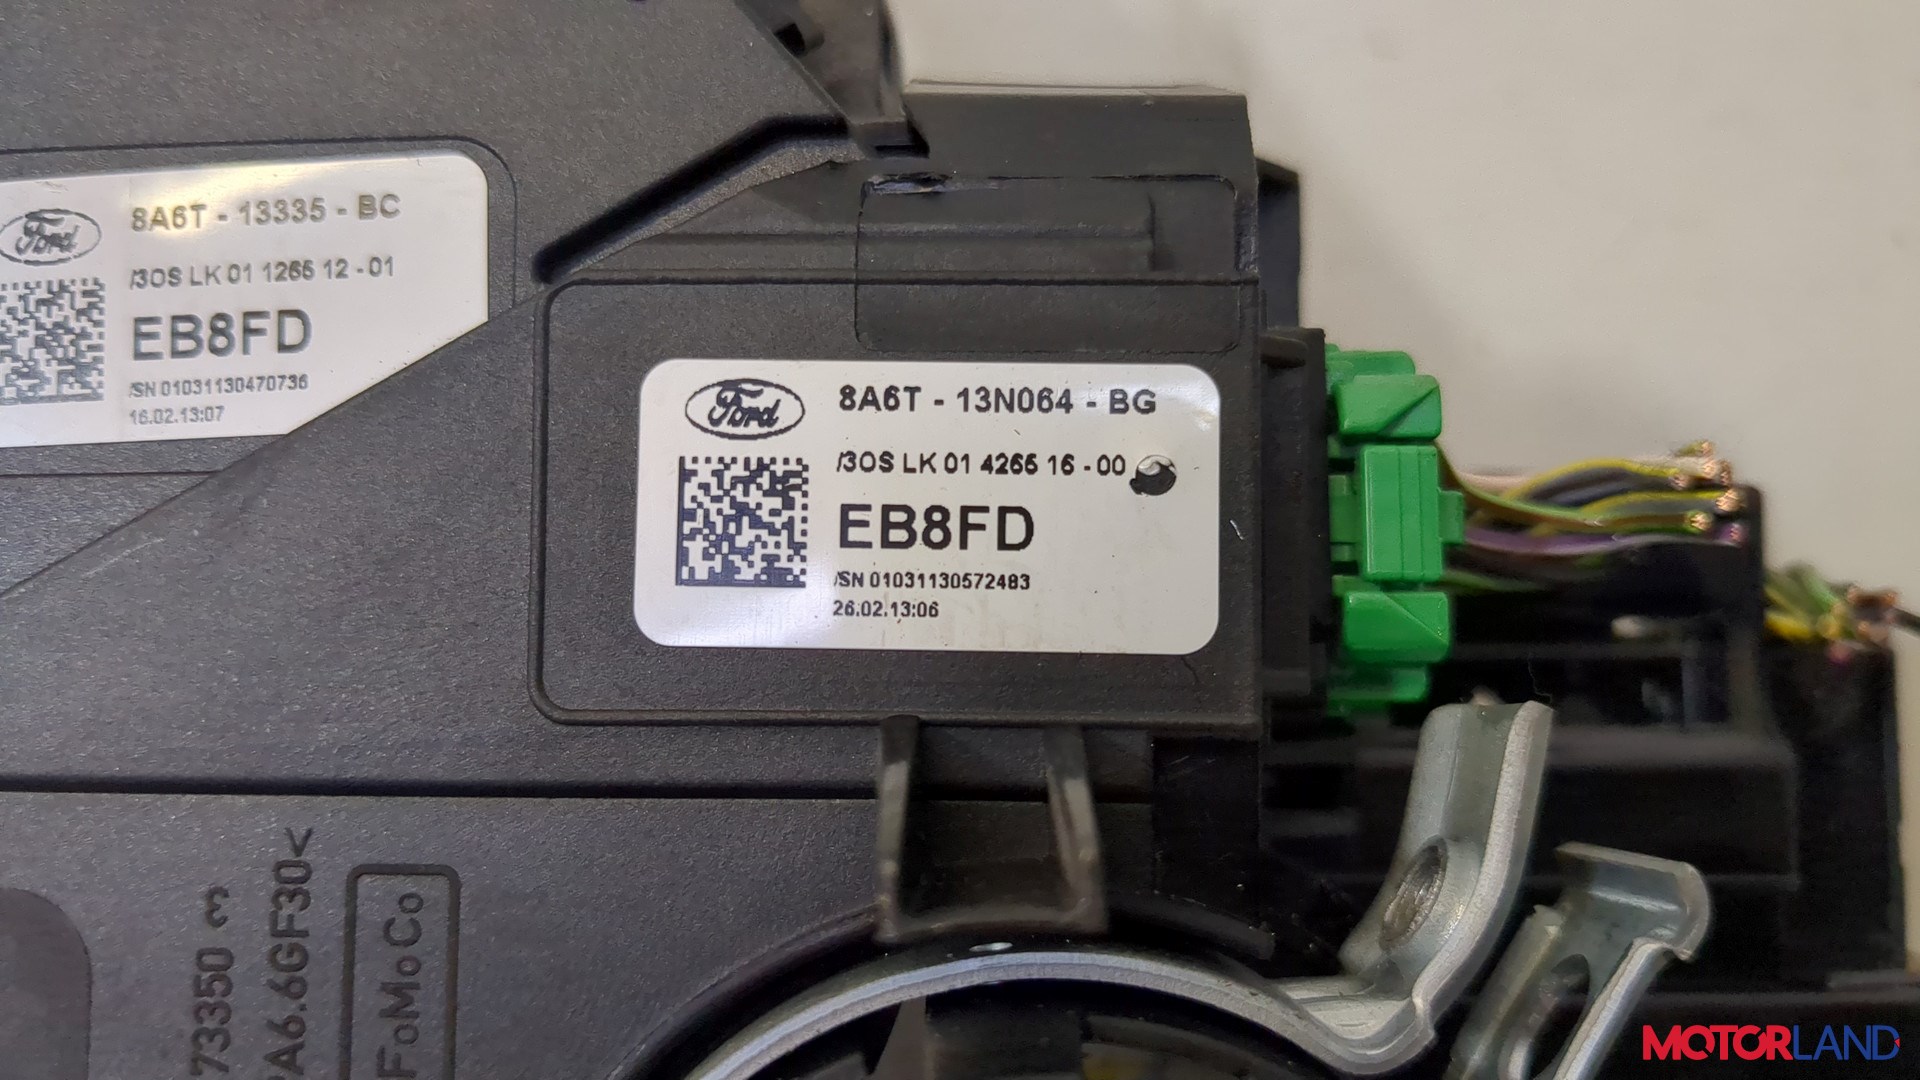 Ford
8A6T - 13335 - BC
/3OS LK 01 1265 12 - 01
EB8FD
/SN 01031130470736
16.02.13:07
Ford
8A6T - 13N064 - BG
/3OS LK 01 4265 16 - 00
EB8FD
/SN 01031130572483
26.02.13:06
73350
PA6.6GF30<
FoMoCo
MOTORLAND